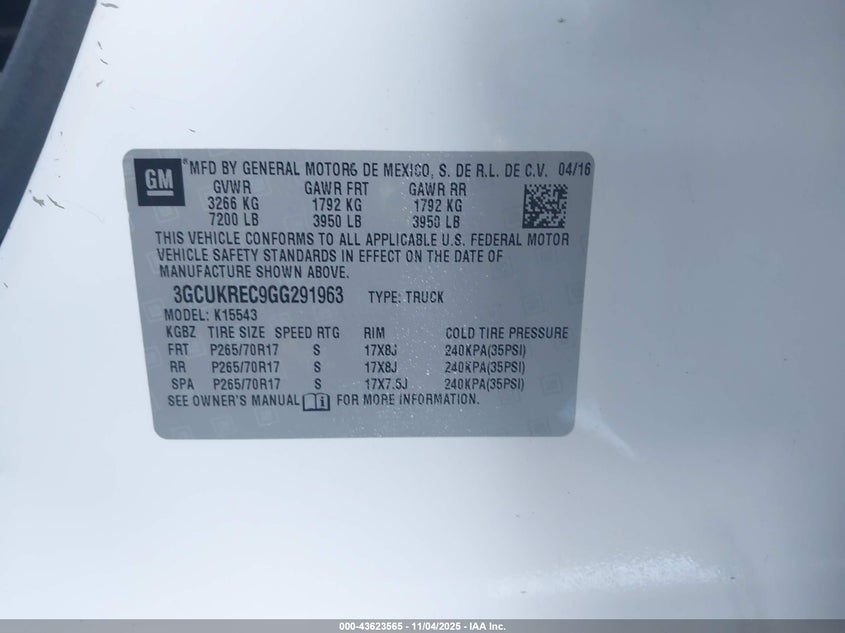 GM
®MFD BY GENERAL MOTORS DE MEXICO, S. DE R.L. DE C.V. 04/16
GVWR GAWR FRT GAWR RR
3266 KG 1792 KG 1792 KG
7200 LB 3950 LB 3950 LB
THIS VEHICLE CONFORMS TO ALL APPLICABLE U.S. FEDERAL MOTOR
VEHICLE SAFETY STANDARDS IN EFFECT ON THE DATE OF
MANUFACTURE SHOWN ABOVE.
3GCUKREC9GG291963 TYPE: TRUCK
MODEL: K15543
KGBZ TIRE SIZE SPEED RTG RIM COLD TIRE PRESSURE
FRT P265/70R17 S 17X8J 240KPA(35PSI)
RR P265/70R17 S 17X8J 240KPA(35PSI)
SPA P265/70R17 S 17X7.5J 240KPA(35PSI)
SEE OWNER'S MANUAL i FOR MORE INFORMATION.
000-43623565 - 11/04/2025 - IAA Inc.